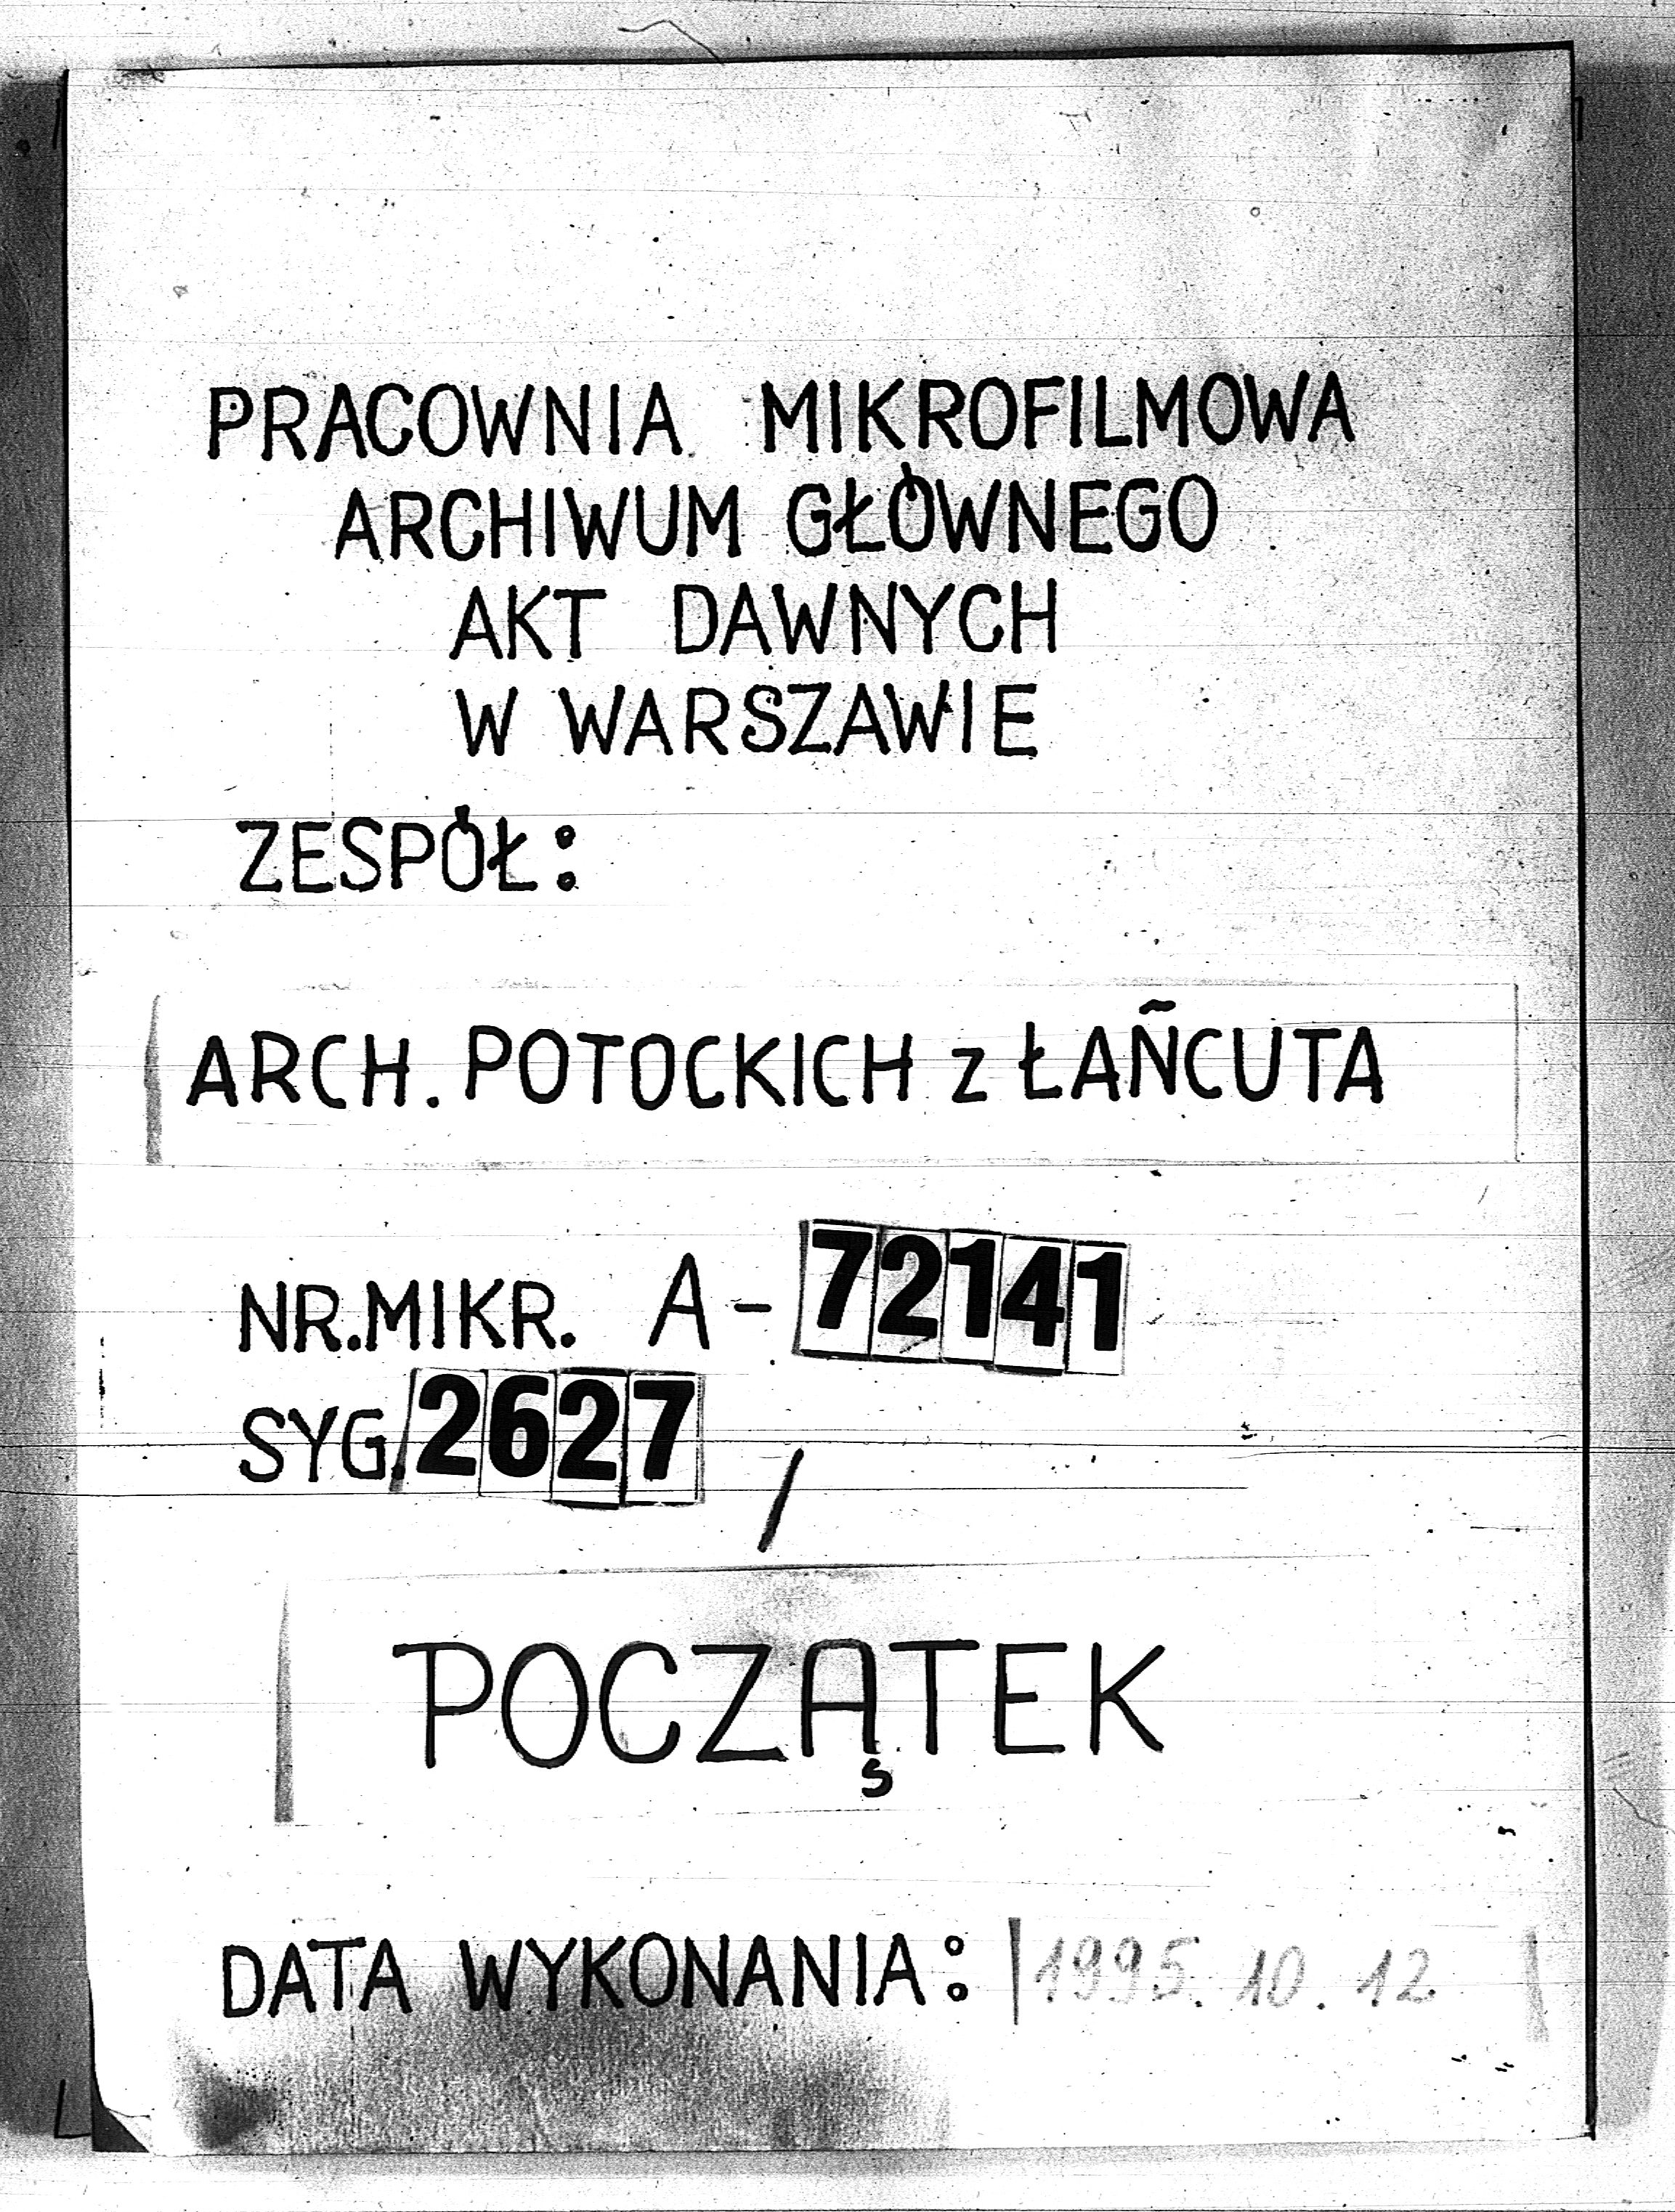 PRACOWNIA MIKROFILMOWA
ARCHIWUM GŁÓWNEGO
AKT DAWNYCH
W WARSZAWIE
ZESPÓŁ:
ARCH. POTOCKICH z ŁAŃCUTA
NR.MIKR. A-72141
SYG. 2627 /
POCZĄTEK
DATA WYKONANIA: 1995.10.12